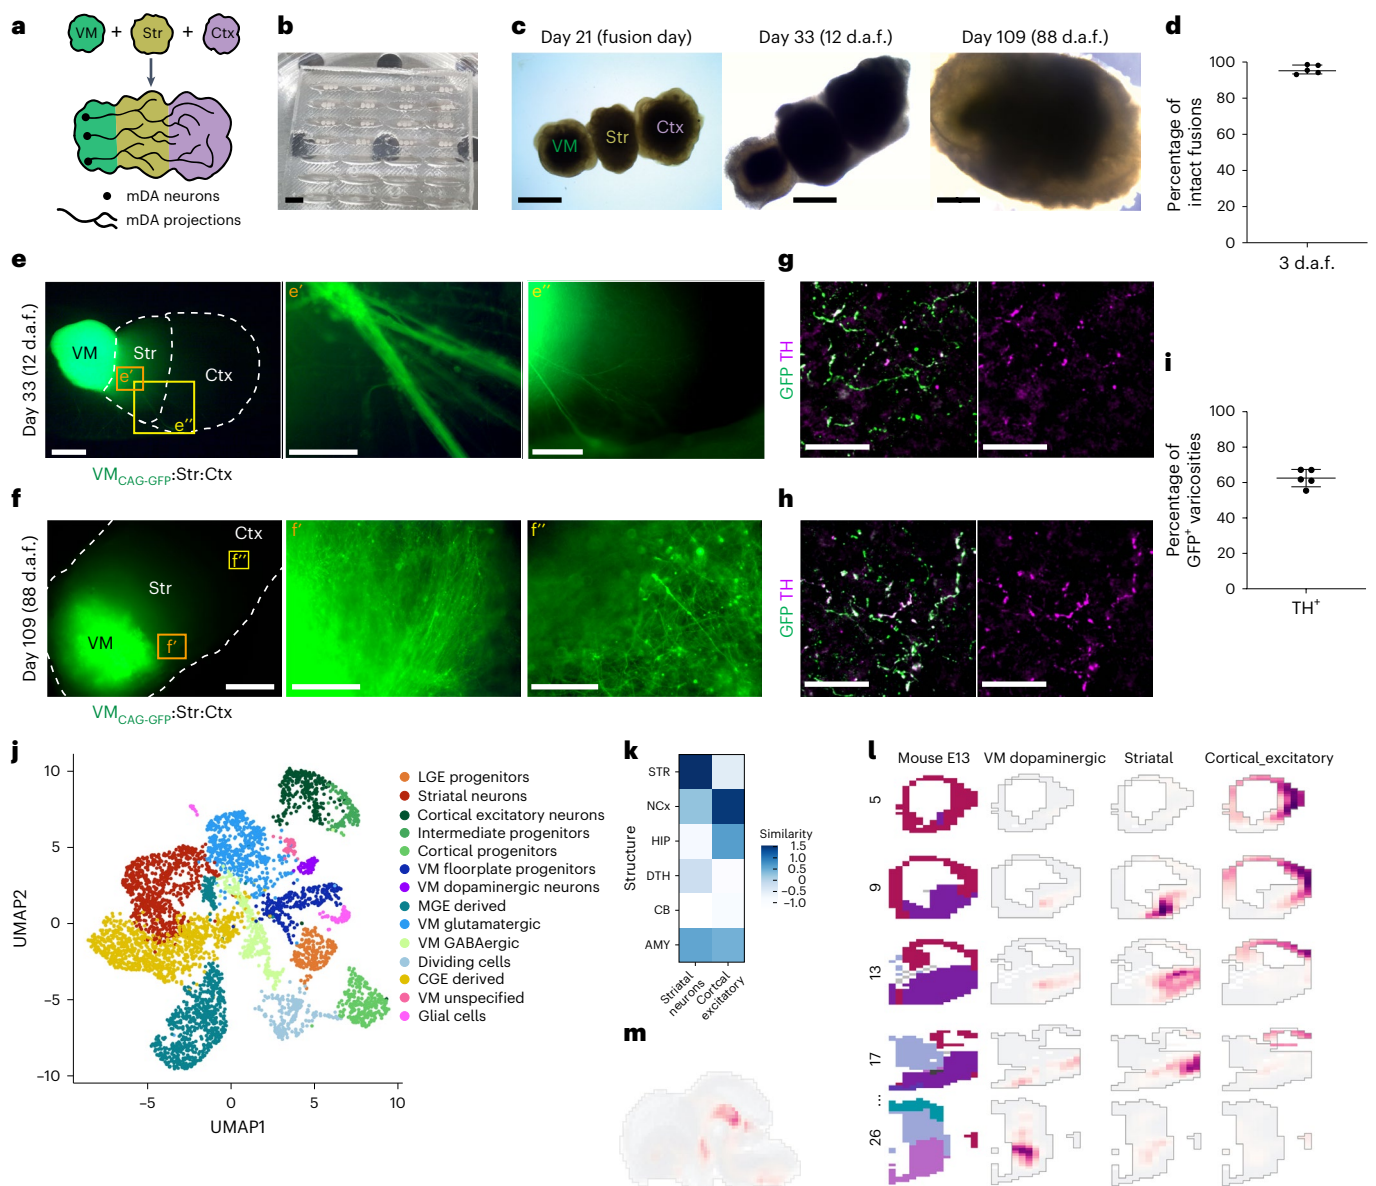 a
VM + Str + Ctx
mDA neurons
mDA projections
b
c
Day 21 (fusion day)
Day 33 (12 d.a.f.)
Day 109 (88 d.a.f.)
VM
Str
Ctx
d
Percentage of
intact fusions
100
80
60
40
20
0
3 d.a.f.
e
Day 33 (12 d.a.f.)
VM
Str
Ctx
e′
e′′
e′
e′′
VMCAG-GFP:Str:Ctx
f
Day 109 (88 d.a.f.)
VM
Str
Ctx
f′
f′′
f′
f′′
VMCAG-GFP:Str:Ctx
g
GFP TH
h
GFP TH
i
Percentage of
GFP+ varicosities
100
80
60
40
20
0
TH+
j
UMAP2
10
5
0
−5
−10
−5
0
5
10
UMAP1
LGE progenitors
Striatal neurons
Cortical excitatory neurons
Intermediate progenitors
Cortical progenitors
VM floorplate progenitors
VM dopaminergic neurons
MGE derived
VM glutamatergic
VM GABAergic
Dividing cells
CGE derived
VM unspecified
Glial cells
k
Structure
STR
NCx
HIP
DTH
CB
AMY
Striatal
neurons
Cortcal
excitatory
Similarity
1.5
1.0
0.5
0
−0.5
−1.0
l
Mouse E13
VM dopaminergic
Striatal
Cortical_excitatory
5
9
13
17
...
26
m